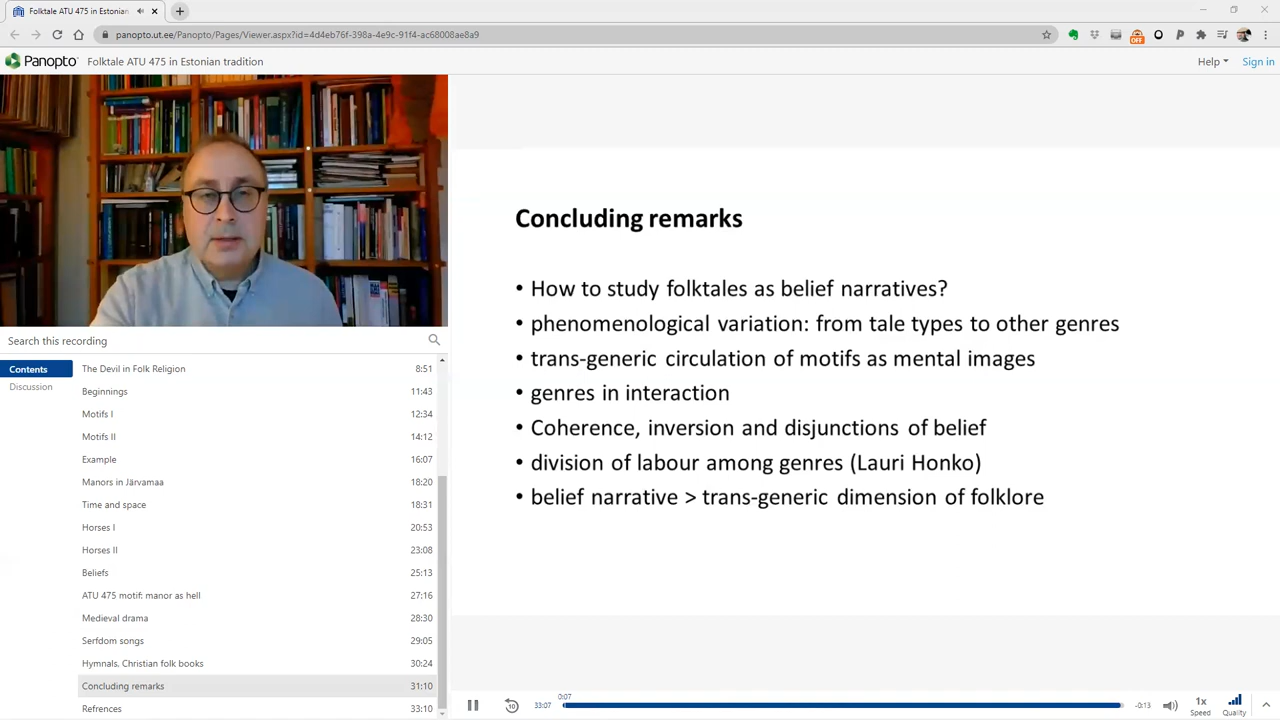 Folktale ATU 475 in Estonian
panopto.ut.ee/Panopto/Pages/Viewer.aspx?id=4d4eb76f-398a-4e9c-91f4-ac68008ae8a9
OFF
Panopto Folktale ATU 475 in Estonian tradition Help Sign in
Search this recording
Contents
Discussion
The Devil in Folk Religion 8:51
Beginnings 11:43
Motifs I 12:34
Motifs II 14:12
Example 16:07
Manors in Järvamaa 18:20
Time and space 18:31
Horses I 20:53
Horses II 23:08
Beliefs 25:13
ATU 475 motif: manor as hell 27:16
Medieval drama 28:30
Serfdom songs 29:05
Hymnals. Christian folk books 30:24
Concluding remarks 31:10
Refrences 33:10
Concluding remarks
• How to study folktales as belief narratives?
• phenomenological variation: from tale types to other genres
• trans-generic circulation of motifs as mental images
• genres in interaction
• Coherence, inversion and disjunctions of belief
• division of labour among genres (Lauri Honko)
• belief narrative > trans-generic dimension of folklore
0:07
10 33:07 -0:13 1x
Speed Quality